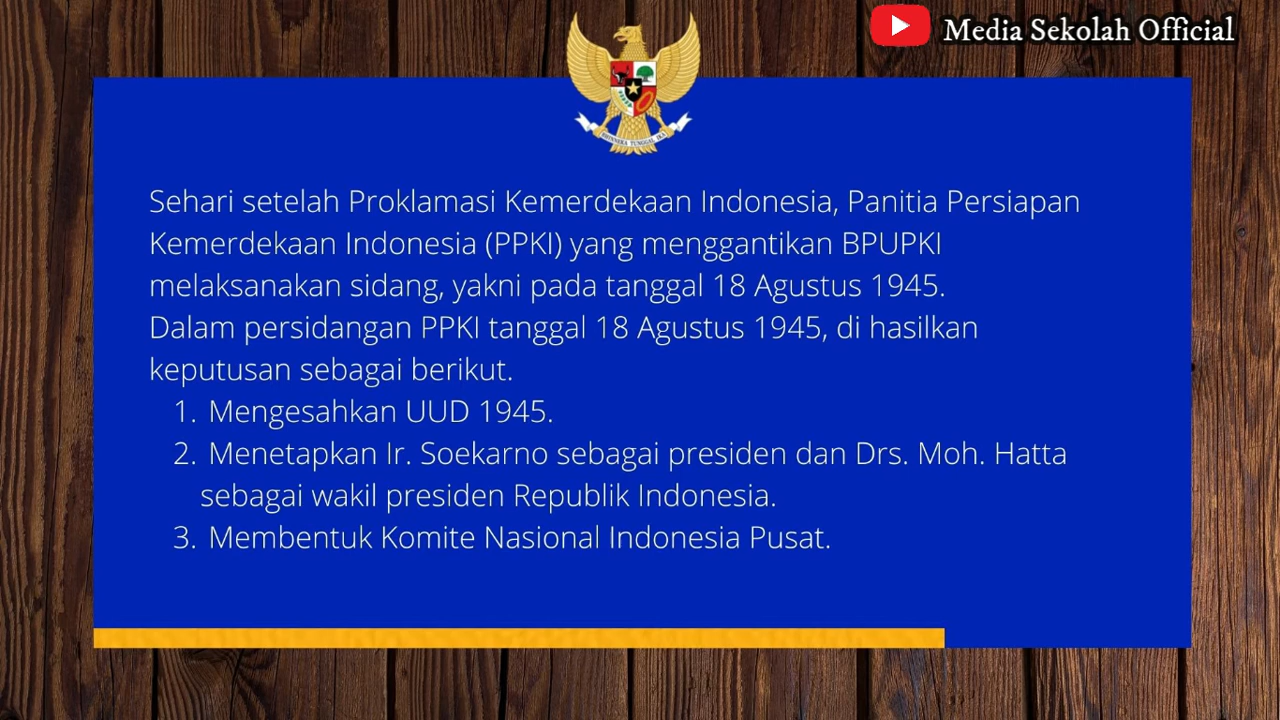 Media Sekolah Official
BHINNEKA TUNGGAL IKA
Sehari setelah Proklamasi Kemerdekaan Indonesia, Panitia Persiapan
Kemerdekaan Indonesia (PPKI) yang menggantikan BPUPKI
melaksanakan sidang, yakni pada tanggal 18 Agustus 1945.
Dalam persidangan PPKI tanggal 18 Agustus 1945, di hasilkan
keputusan sebagai berikut.
1. Mengesahkan UUD 1945.
2. Menetapkan Ir. Soekarno sebagai presiden dan Drs. Moh. Hatta
sebagai wakil presiden Republik Indonesia.
3. Membentuk Komite Nasional Indonesia Pusat.